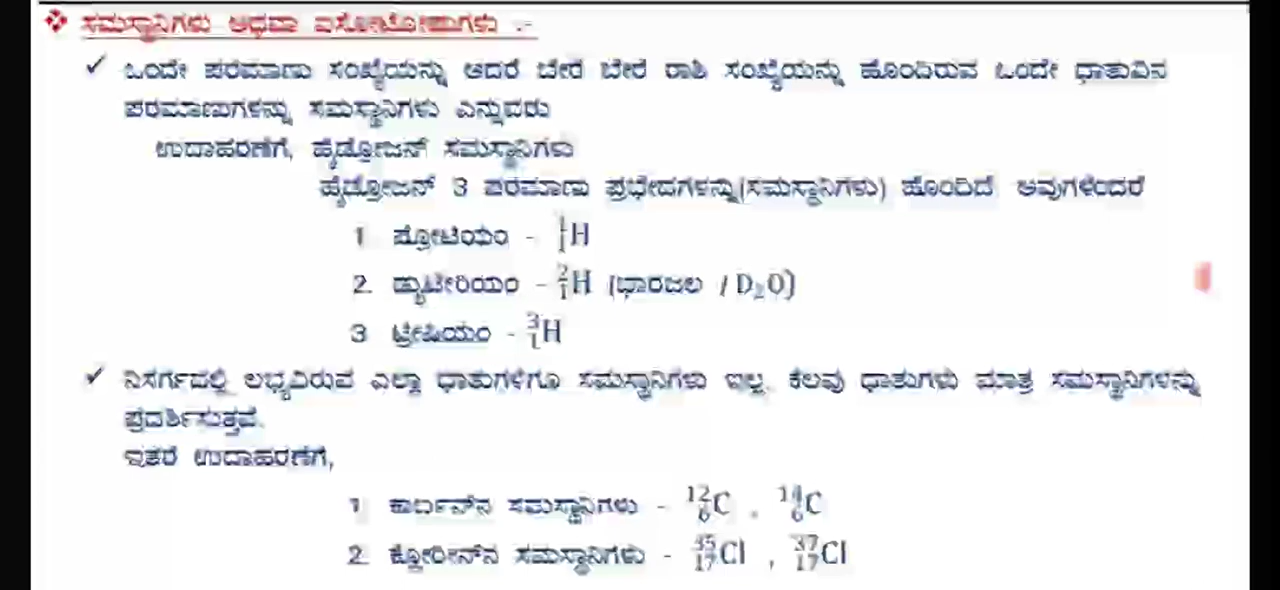 ❖ ಸಮಸ್ಥಾನಿಗಳು ಅಥವಾ ಐಸೋಟೋಪುಗಳು :-
✓ ಒಂದೇ ಪರಮಾಣು ಸಂಖ್ಯೆಯನ್ನು ಆದರೆ ಬೇರೆ ಬೇರೆ ರಾಶಿ ಸಂಖ್ಯೆಯನ್ನು ಹೊಂದಿರುವ ಒಂದೇ ಧಾತುವಿನ
ಪರಮಾಣುಗಳನ್ನು ಸಮಸ್ಥಾನಿಗಳು ಎನ್ನುವರು
ಉದಾಹರಣೆಗೆ, ಹೈಡ್ರೋಜನ್ ಸಮಸ್ಥಾನಿಗಳು
ಹೈಡ್ರೋಜನ್ 3 ಪರಮಾಣು ಪ್ರಭೇದಗಳನ್ನು(ಸಮಸ್ಥಾನಿಗಳು) ಹೊಂದಿದೆ ಅವುಗಳೆಂದರೆ
1. ಪ್ರೋಟಿಯಂ - ¹₁H
2. ಡ್ಯುಟೀರಿಯಂ - ²₁H (ಭಾರಜಲ / D₂O)
3 ಟ್ರೀಷಿಯಂ - ³₁H
✓ ನಿಸರ್ಗದಲ್ಲಿ ಲಭ್ಯವಿರುವ ಎಲ್ಲಾ ಧಾತುಗಳಿಗೂ ಸಮಸ್ಥಾನಿಗಳು ಇಲ್ಲ. ಕೆಲವು ಧಾತುಗಳು ಮಾತ್ರ ಸಮಸ್ಥಾನಿಗಳನ್ನು
ಪ್ರದರ್ಶಿಸುತ್ತವೆ.
ಇತರೆ ಉದಾಹರಣೆಗೆ,
1. ಕಾರ್ಬನ್‌ನ ಸಮಸ್ಥಾನಿಗಳು - ¹²₆C , ¹⁴₆C
2. ಕ್ಲೋರೀನ್‌ನ ಸಮಸ್ಥಾನಿಗಳು - ³⁵₁₇Cl , ³⁷₁₇Cl